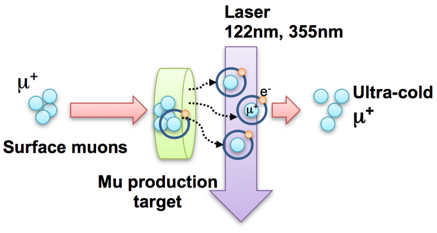 Laser
122nm, 355nm
μ+
e-
μ+
Ultra-cold
μ+
Surface muons
Mu production
target